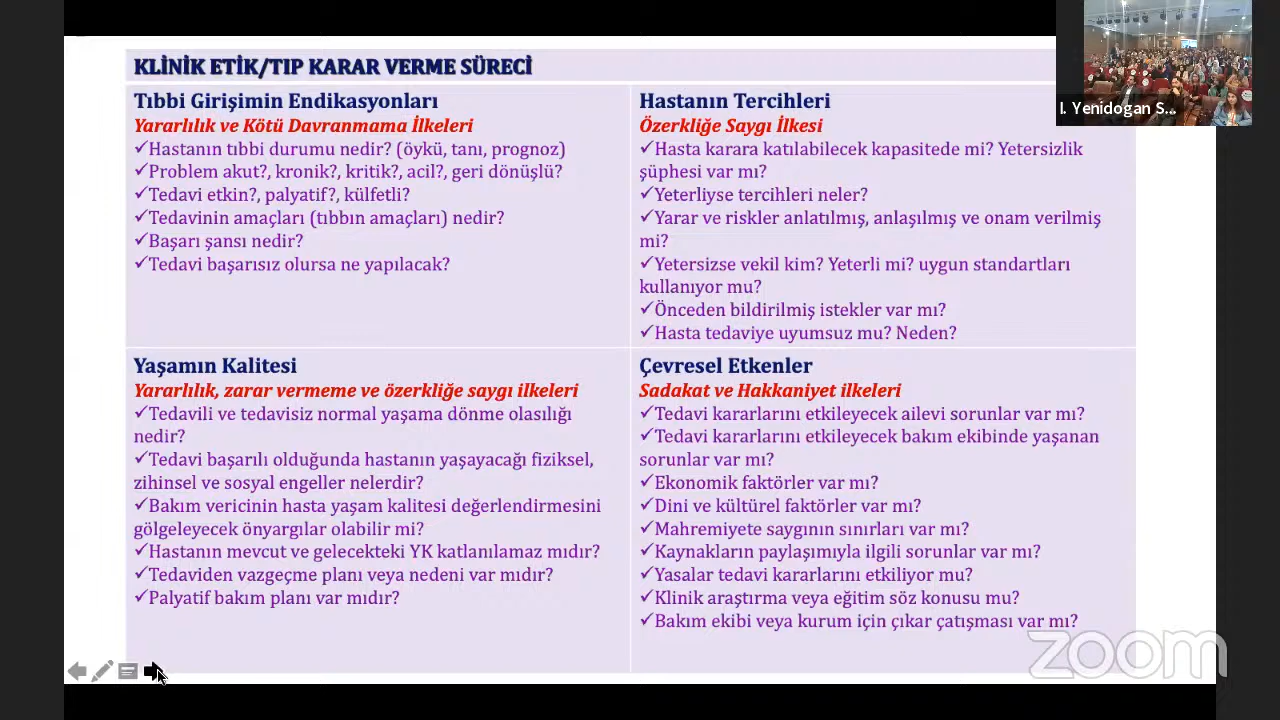 KLİNİK ETİK/TIP KARAR VERME SÜRECİ
Tıbbi Girişimin Endikasyonları
Yararlılık ve Kötü Davranmama İlkeleri
✓Hastanın tıbbi durumu nedir? (öykü, tanı, prognoz)
✓Problem akut?, kronik?, kritik?, acil?, geri dönüşlü?
✓Tedavi etkin?, palyatif?, külfetli?
✓Tedavinin amaçları (tıbbın amaçları) nedir?
✓Başarı şansı nedir?
✓Tedavi başarısız olursa ne yapılacak?
Hastanın Tercihleri
Özerkliğe Saygı İlkesi
✓Hasta karara katılabilecek kapasitede mi? Yetersizlik
şüphesi var mı?
✓Yeterliyse tercihleri neler?
✓Yarar ve riskler anlatılmış, anlaşılmış ve onam verilmiş
mi?
✓Yetersizse vekil kim? Yeterli mi? uygun standartları
kullanıyor mu?
✓Önceden bildirilmiş istekler var mı?
✓Hasta tedaviye uyumsuz mu? Neden?
Yaşamın Kalitesi
Yararlılık, zarar vermeme ve özerkliğe saygı ilkeleri
✓Tedavili ve tedavisiz normal yaşama dönme olasılığı
nedir?
✓Tedavi başarılı olduğunda hastanın yaşayacağı fiziksel,
zihinsel ve sosyal engeller nelerdir?
✓Bakım vericinin hasta yaşam kalitesi değerlendirmesini
gölgeleyecek önyargılar olabilir mi?
✓Hastanın mevcut ve gelecekteki YK katlanılamaz mıdır?
✓Tedaviden vazgeçme planı veya nedeni var mıdır?
✓Palyatif bakım planı var mıdır?
Çevresel Etkenler
Sadakat ve Hakkaniyet ilkeleri
✓Tedavi kararlarını etkileyecek ailevi sorunlar var mı?
✓Tedavi kararlarını etkileyecek bakım ekibinde yaşanan
sorunlar var mı?
✓Ekonomik faktörler var mı?
✓Dini ve kültürel faktörler var mı?
✓Mahremiyete saygının sınırları var mı?
✓Kaynakların paylaşımıyla ilgili sorunlar var mı?
✓Yasalar tedavi kararlarını etkiliyor mu?
✓Klinik araştırma veya eğitim söz konusu mu?
✓Bakım ekibi veya kurum için çıkar çatışması var mı?
I. Yenidogan S...
zoom